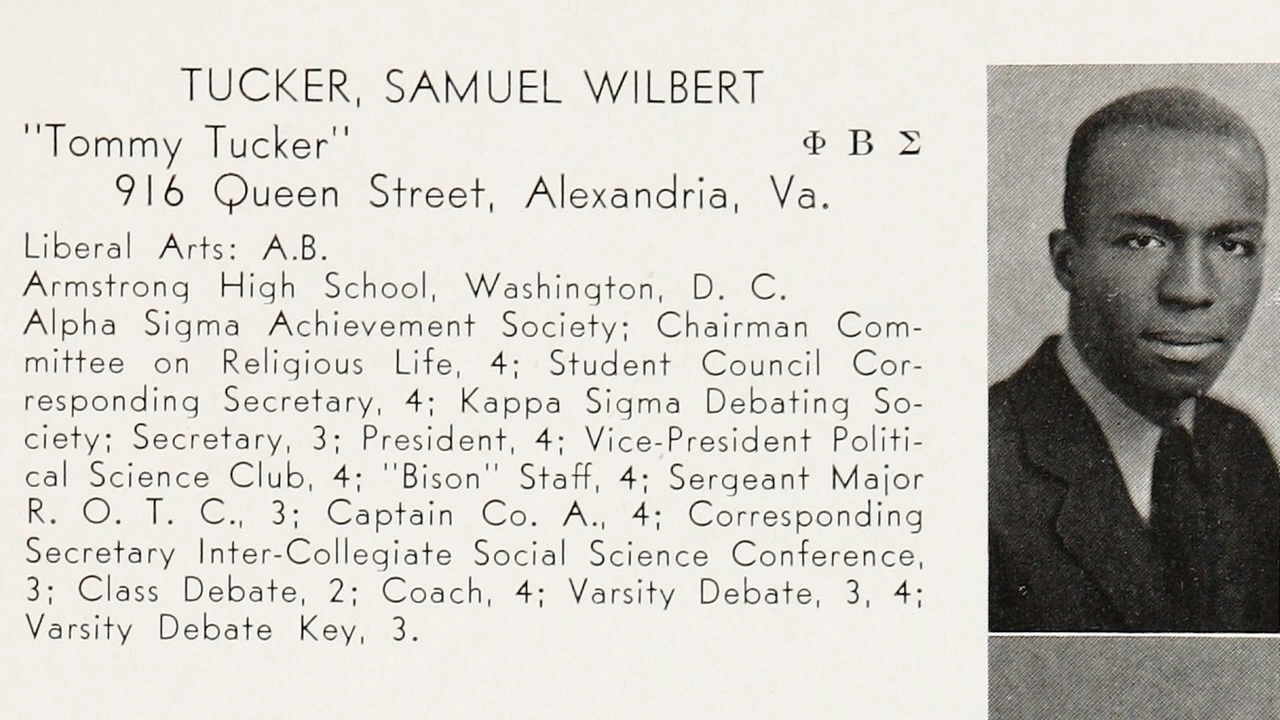 TUCKER, SAMUEL WILBERT
"Tommy Tucker" Φ Β Σ
916 Queen Street, Alexandria, Va.
Liberal Arts: A.B.
Armstrong High School, Washington, D. C.
Alpha Sigma Achievement Society; Chairman Com-
mittee on Religious Life, 4; Student Council Cor-
responding Secretary, 4; Kappa Sigma Debating So-
ciety; Secretary, 3; President, 4; Vice-President Politi-
cal Science Club, 4; "Bison" Staff, 4; Sergeant Major
R. O. T. C., 3; Captain Co. A., 4; Corresponding
Secretary Inter-Collegiate Social Science Conference,
3; Class Debate, 2; Coach, 4; Varsity Debate, 3, 4;
Varsity Debate Key, 3.